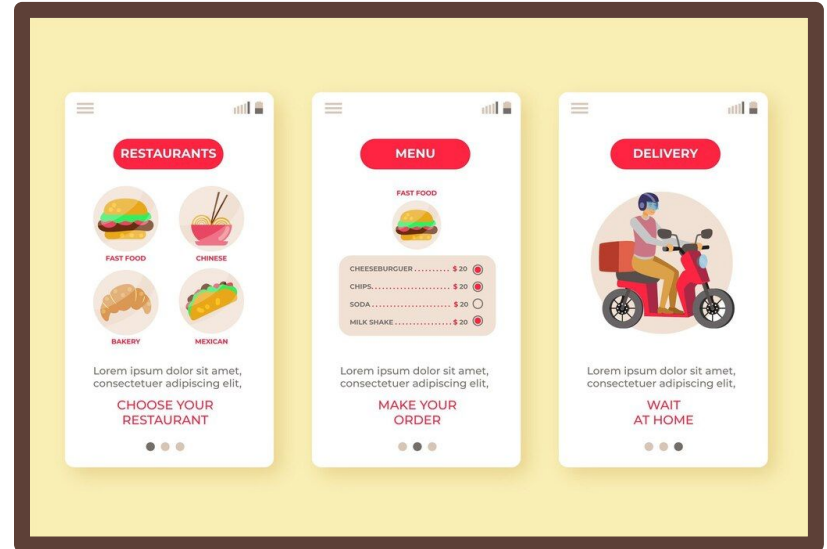 RESTAURANTS
FAST FOOD
CHINESE
BAKERY
MEXICAN
Lorem ipsum dolor sit amet,
consectetuer adipiscing elit,
CHOOSE YOUR
RESTAURANT
MENU
FAST FOOD
CHEESEBURGUER .......... $ 20
CHIPS....................... $ 20
SODA ....................... $ 20
MILK SHAKE ................ $ 20
Lorem ipsum dolor sit amet,
consectetuer adipiscing elit,
MAKE YOUR
ORDER
DELIVERY
Lorem ipsum dolor sit amet,
consectetuer adipiscing elit,
WAIT
AT HOME